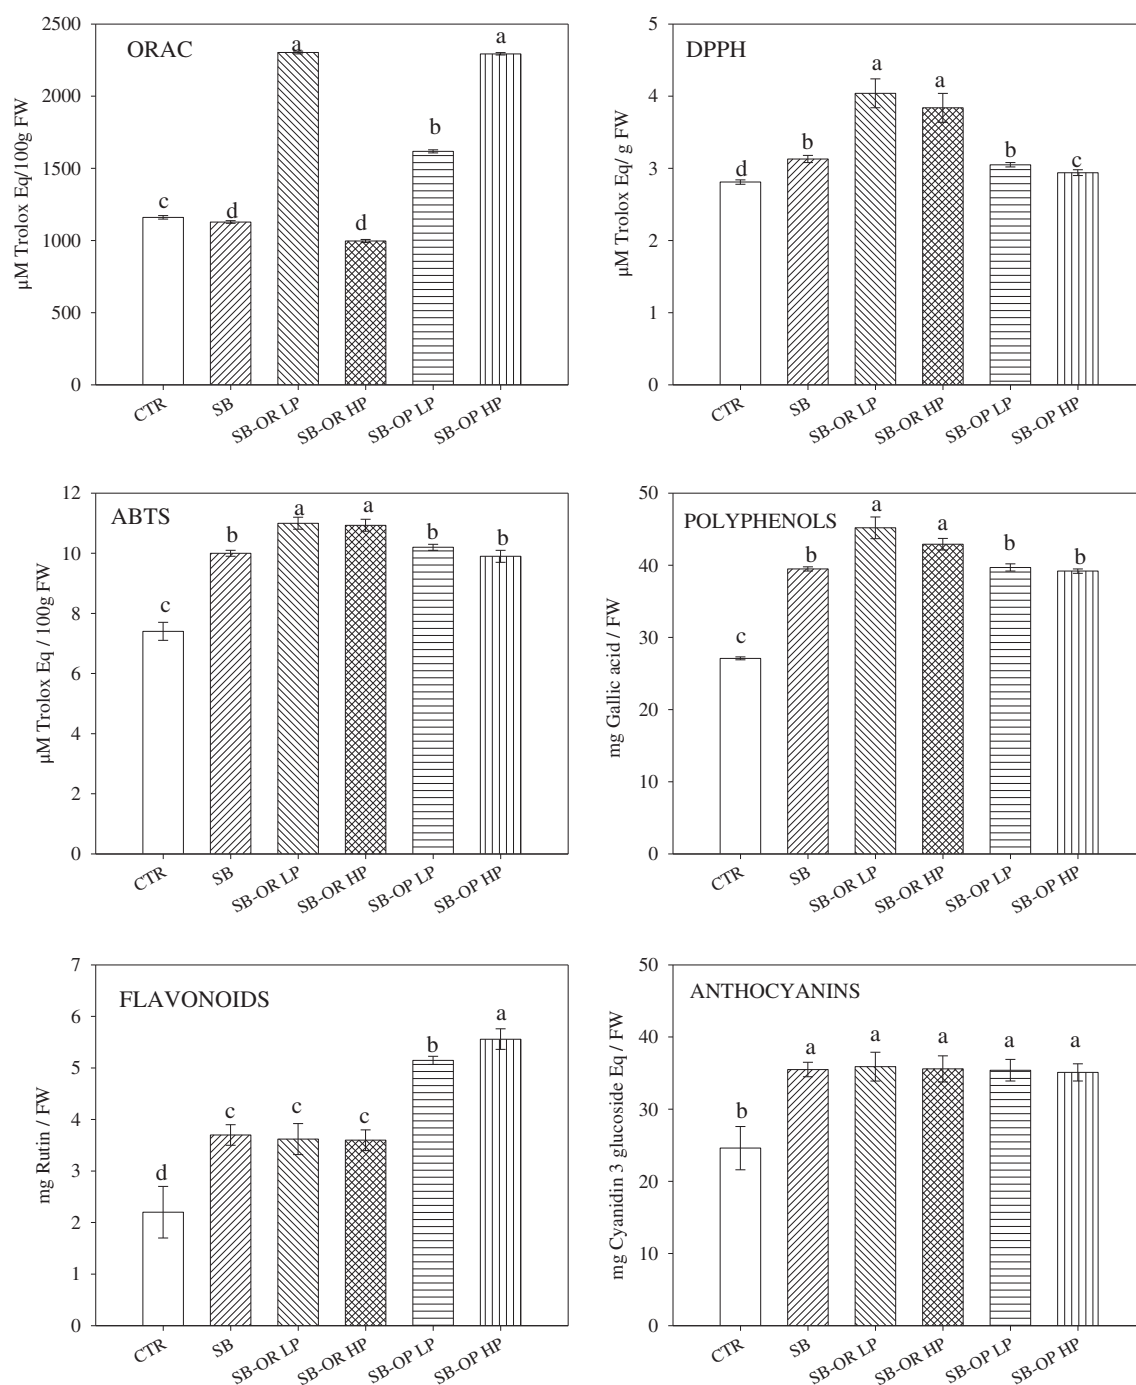 ORAC
μM Trolox Eq/100g FW
2500
2000
1500
1000
500
0
c
d
a
d
b
a
CTR
SB
SB-OR LP
SB-OR HP
SB-OP LP
SB-OP HP
DPPH
μM Trolox Eq/ g FW
5
4
3
2
1
0
d
b
a
a
b
c
CTR
SB
SB-OR LP
SB-OR HP
SB-OP LP
SB-OP HP
ABTS
μM Trolox Eq / 100g FW
12
10
8
6
4
2
0
c
b
a
a
b
b
CTR
SB
SB-OR LP
SB-OR HP
SB-OP LP
SB-OP HP
POLYPHENOLS
mg Gallic acid / FW
50
40
30
20
10
0
c
b
a
a
b
b
CTR
SB
SB-OR LP
SB-OR HP
SB-OP LP
SB-OP HP
FLAVONOIDS
mg Rutin / FW
7
6
5
4
3
2
1
0
d
c
c
c
b
a
CTR
SB
SB-OR LP
SB-OR HP
SB-OP LP
SB-OP HP
ANTHOCYANINS
mg Cyanidin 3 glucoside Eq / FW
50
40
30
20
10
0
b
a
a
a
a
a
CTR
SB
SB-OR LP
SB-OR HP
SB-OP LP
SB-OP HP